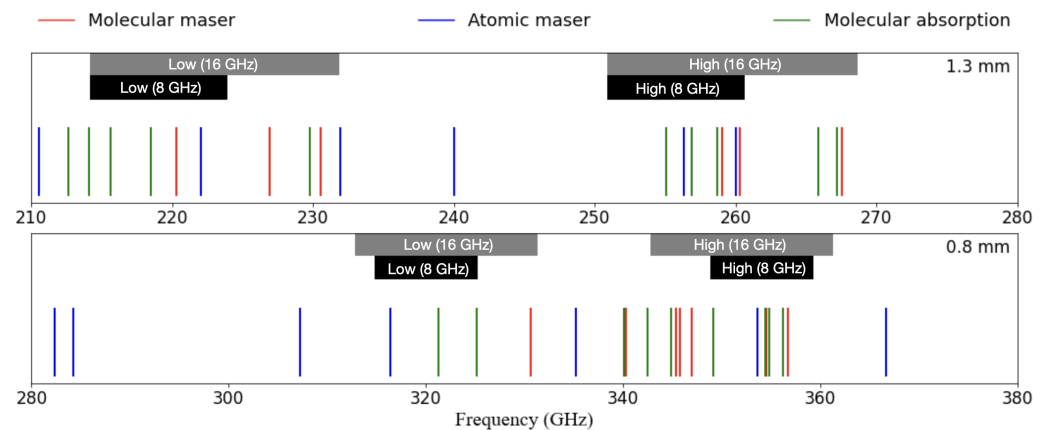 Molecular maser Atomic maser Molecular absorption
Low (16 GHz) High (16 GHz) 1.3 mm
Low (8 GHz) High (8 GHz)
210 220 230 240 250 260 270 280
Low (16 GHz) High (16 GHz) 0.8 mm
Low (8 GHz) High (8 GHz)
280 300 320 340 360 380
Frequency (GHz)